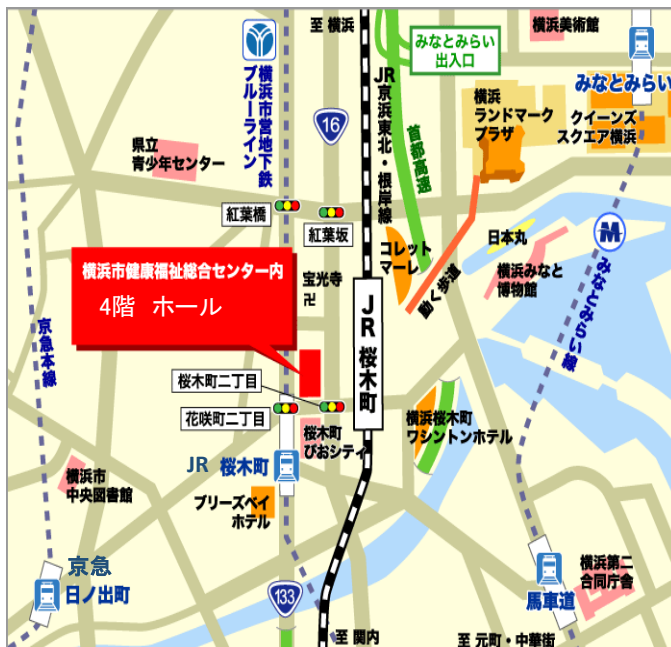 至 横浜
みなとみらい
出入口
横浜美術館
みなとみらい
横浜市営地下鉄
ブルーライン
16
JR京浜東北・根岸線
首都高速
横浜
ランドマーク
プラザ
クイーンズ
スクエア横浜
県立
青少年センター
紅葉橋
紅葉坂
コレット
マーレ
日本丸
横浜みなと
博物館
動く歩道
M
みなとみらい線
横浜市健康福祉総合センター内
4階 ホール
宝光寺
卍
JR 桜木町
京急本線
桜木町二丁目
花咲町二丁目
桜木町
ぴおシティ
横浜桜木町
ワシントンホテル
JR 桜木町
横浜市
中央図書館
ブリーズベイ
ホテル
京急
日ノ出町
133
馬車道
横浜第二
合同庁舎
至 関内
至 元町・中華街